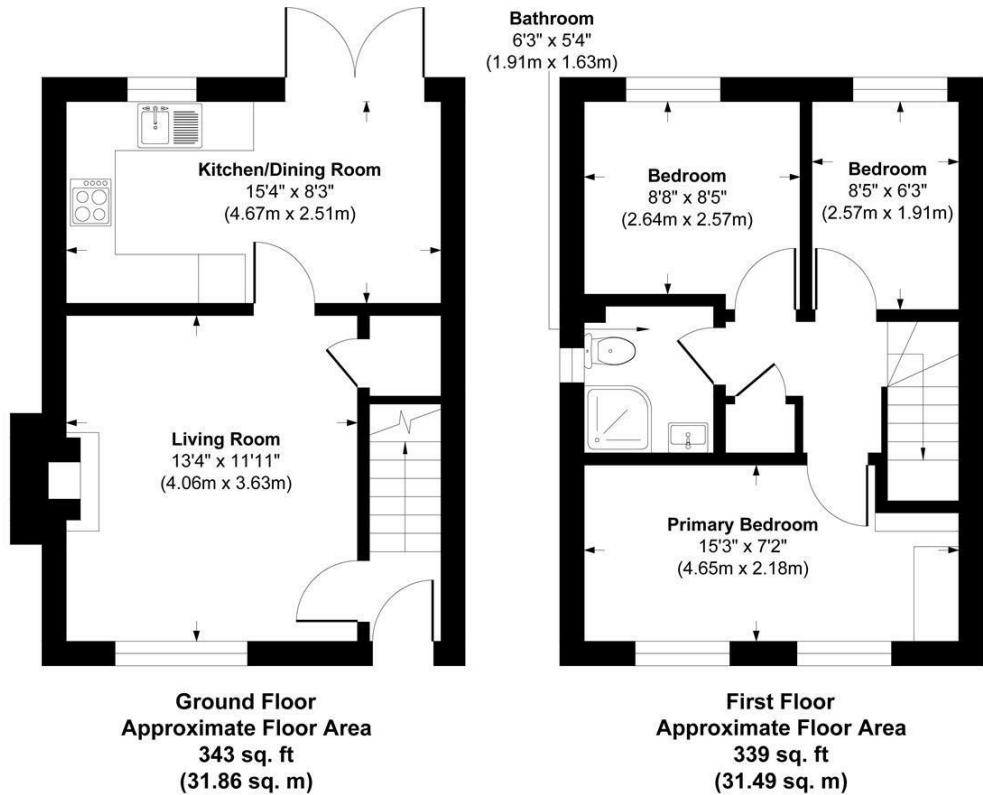 Bathroom
6'3" x 5'4"
(1.91m x 1.63m)
Kitchen/Dining Room
15'4" x 8'3"
(4.67m x 2.51m)
Living Room
13'4" x 11'11"
(4.06m x 3.63m)
Bedroom
8'8" x 8'5"
(2.64m x 2.57m)
Bedroom
8'5" x 6'3"
(2.57m x 1.91m)
Primary Bedroom
15'3" x 7'2"
(4.65m x 2.18m)
Ground Floor
Approximate Floor Area
343 sq. ft
(31.86 sq. m)
First Floor
Approximate Floor Area
339 sq. ft
(31.49 sq. m)